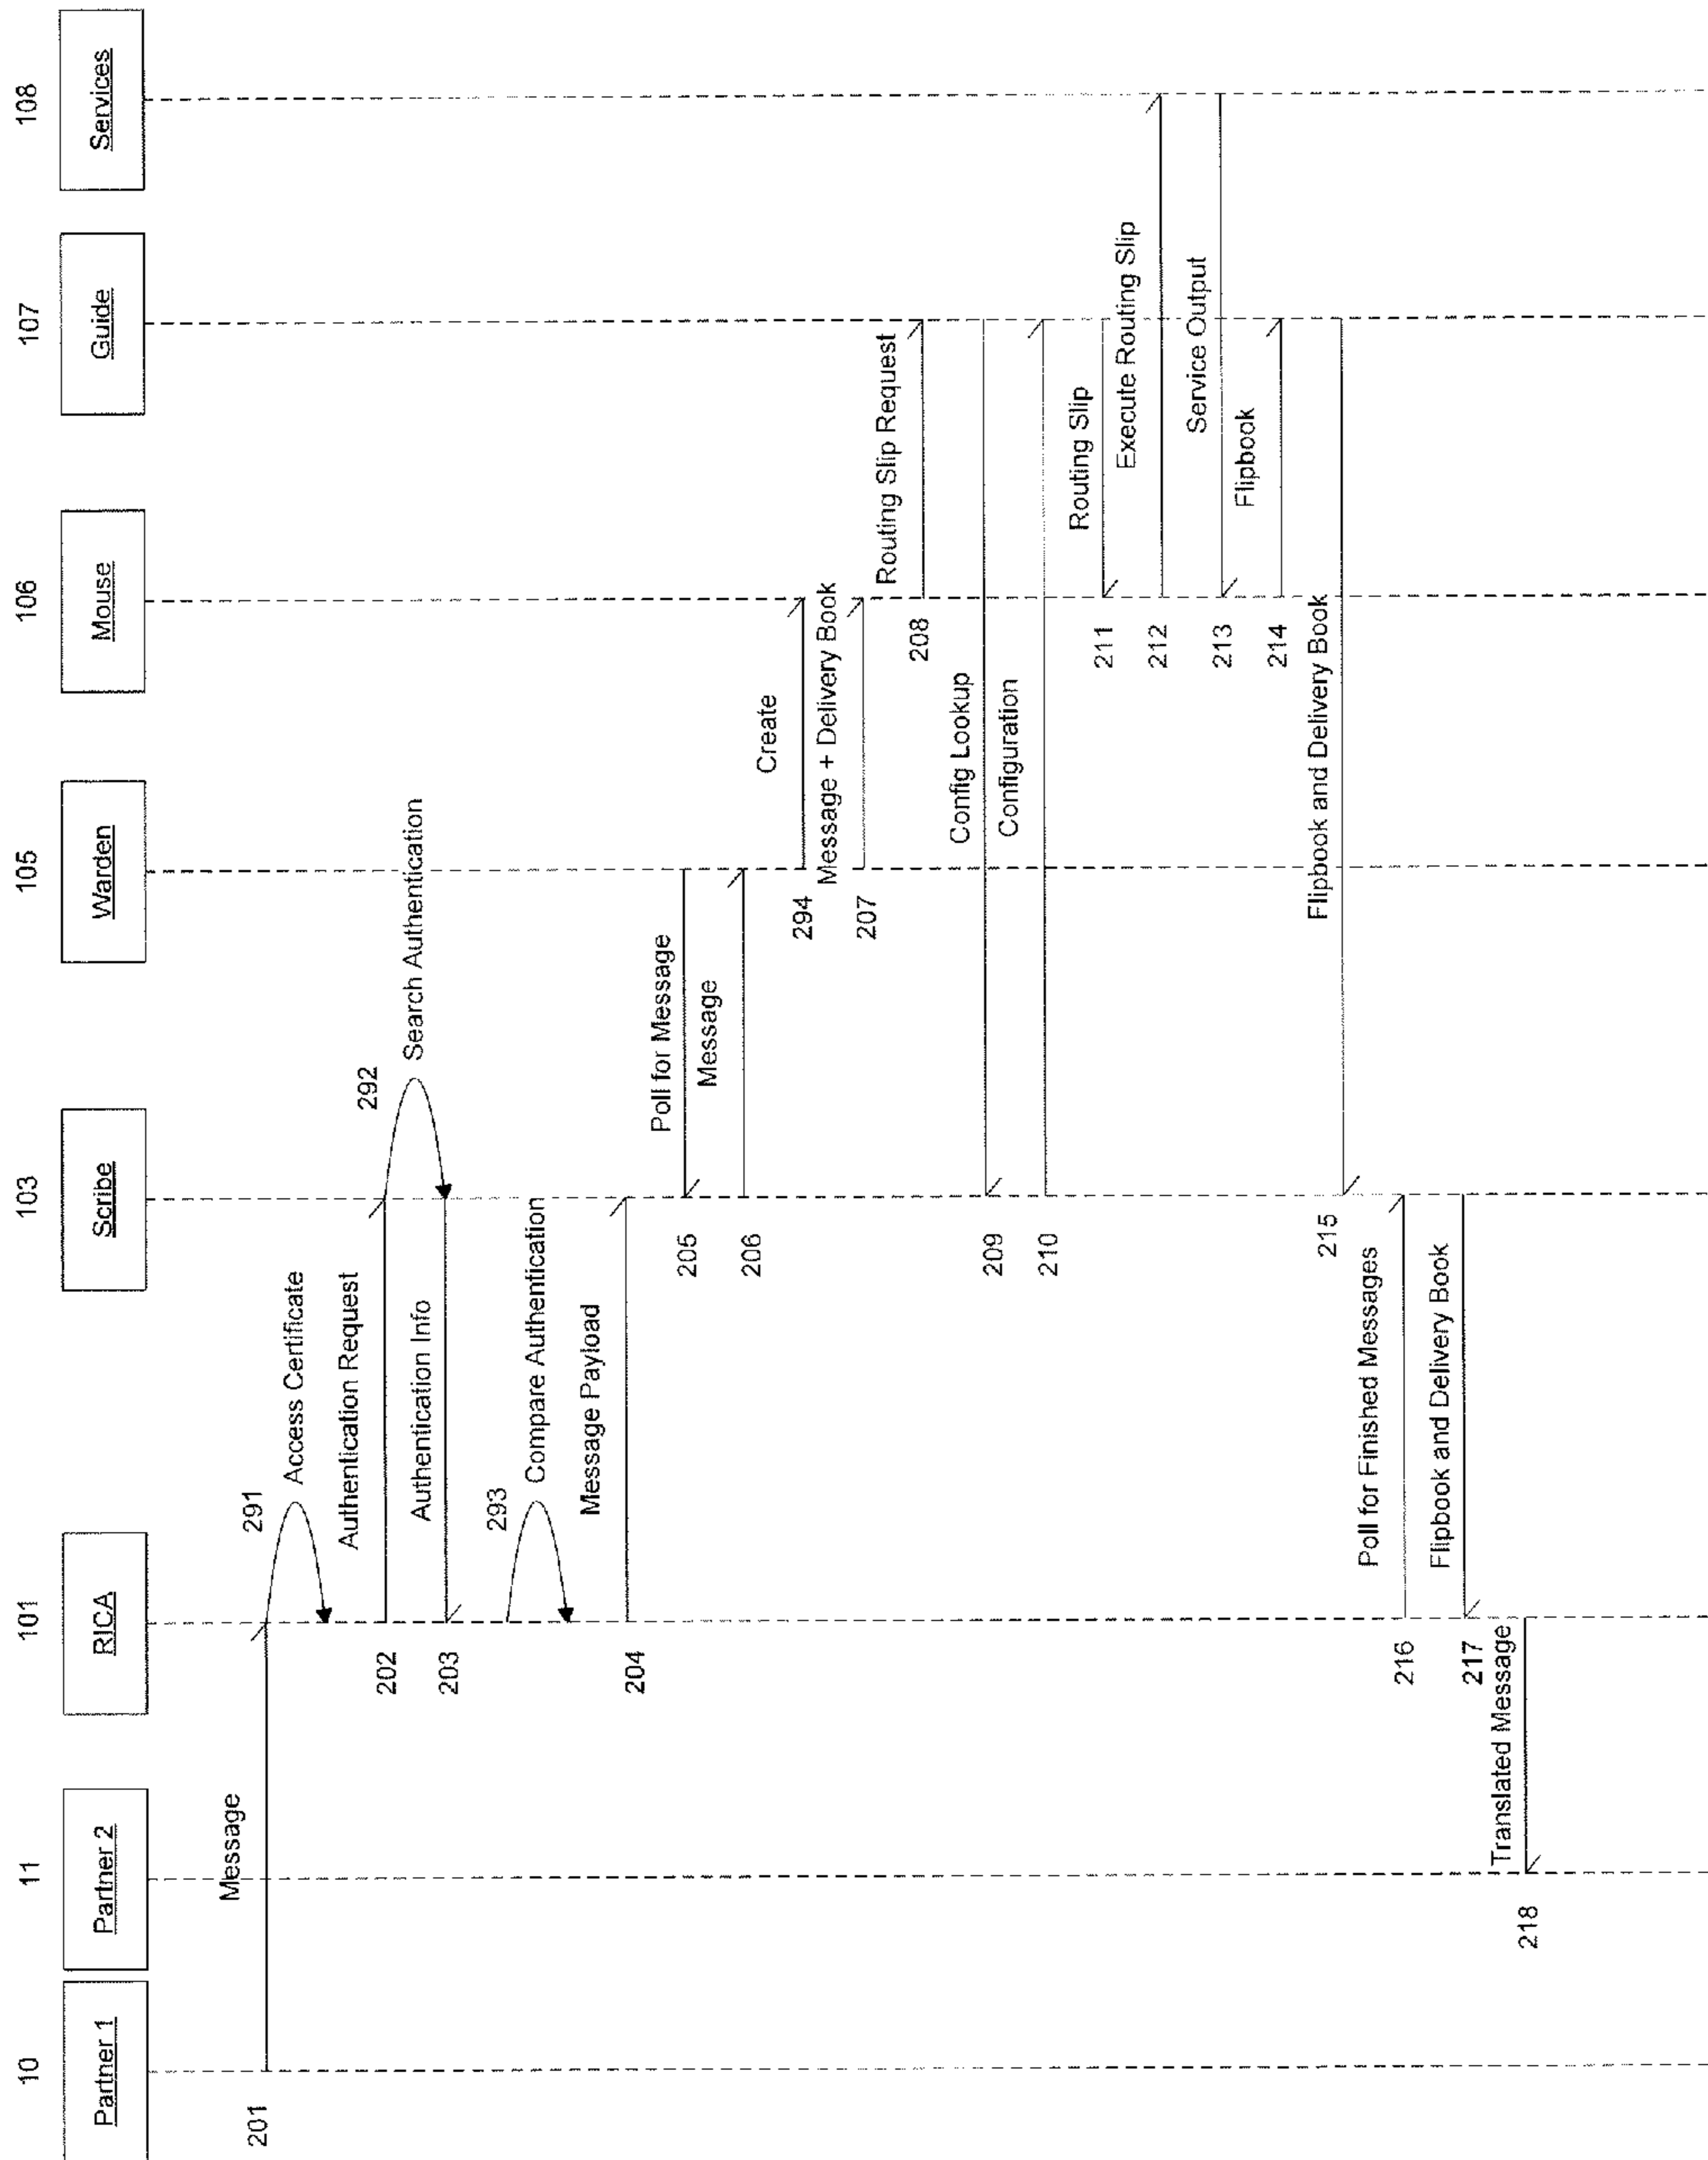 10
Partner 1
11
Partner 2
101
RICA
103
Scribe
105
Warden
106
Mouse
107
Guide
108
Services
201
Message
291
Access Certificate
202
Authentication Request
292
Search Authentication
203
Authentication Info
293
Compare Authentication
204
Message Payload
205
Poll for Message
206
Message
294
Create
207
Message + Delivery Book
208
Routing Slip Request
209
Config Lookup
210
Configuration
211
Routing Slip
212
Execute Routing Slip
213
Service Output
214
Flipbook
215
Flipbook and Delivery Book
216
Poll for Finished Messages
217
Flipbook and Delivery Book
218
Translated Message